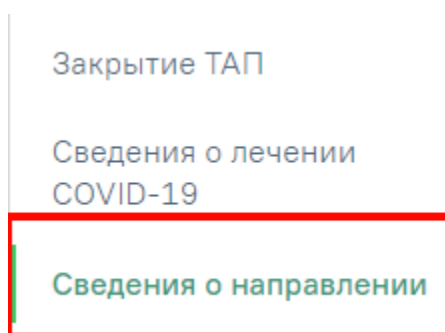 Закрытие ТАП
Сведения о лечении
COVID-19
Сведения о направлении